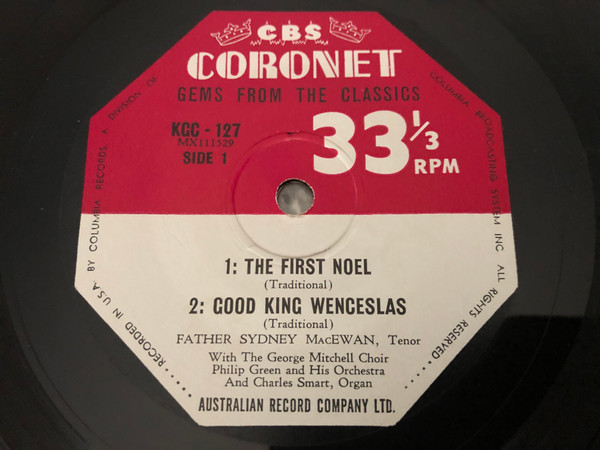 CBS
CORONET
GEMS FROM THE CLASSICS
KGC - 127
MX111529
SIDE 1
33 1/3
RPM
1: THE FIRST NOEL
(Traditional)
2: GOOD KING WENCESLAS
(Traditional)
FATHER SYDNEY MacEWAN, Tenor
With The George Mitchell Choir
Philip Green and His Orchestra
And Charles Smart, Organ
AUSTRALIAN RECORD COMPANY LTD.
RECORDED IN U.S.A. BY COLUMBIA RECORDS A DIVISION OF COLUMBIA BROADCASTING SYSTEM INC ALL RIGHTS RESERVED